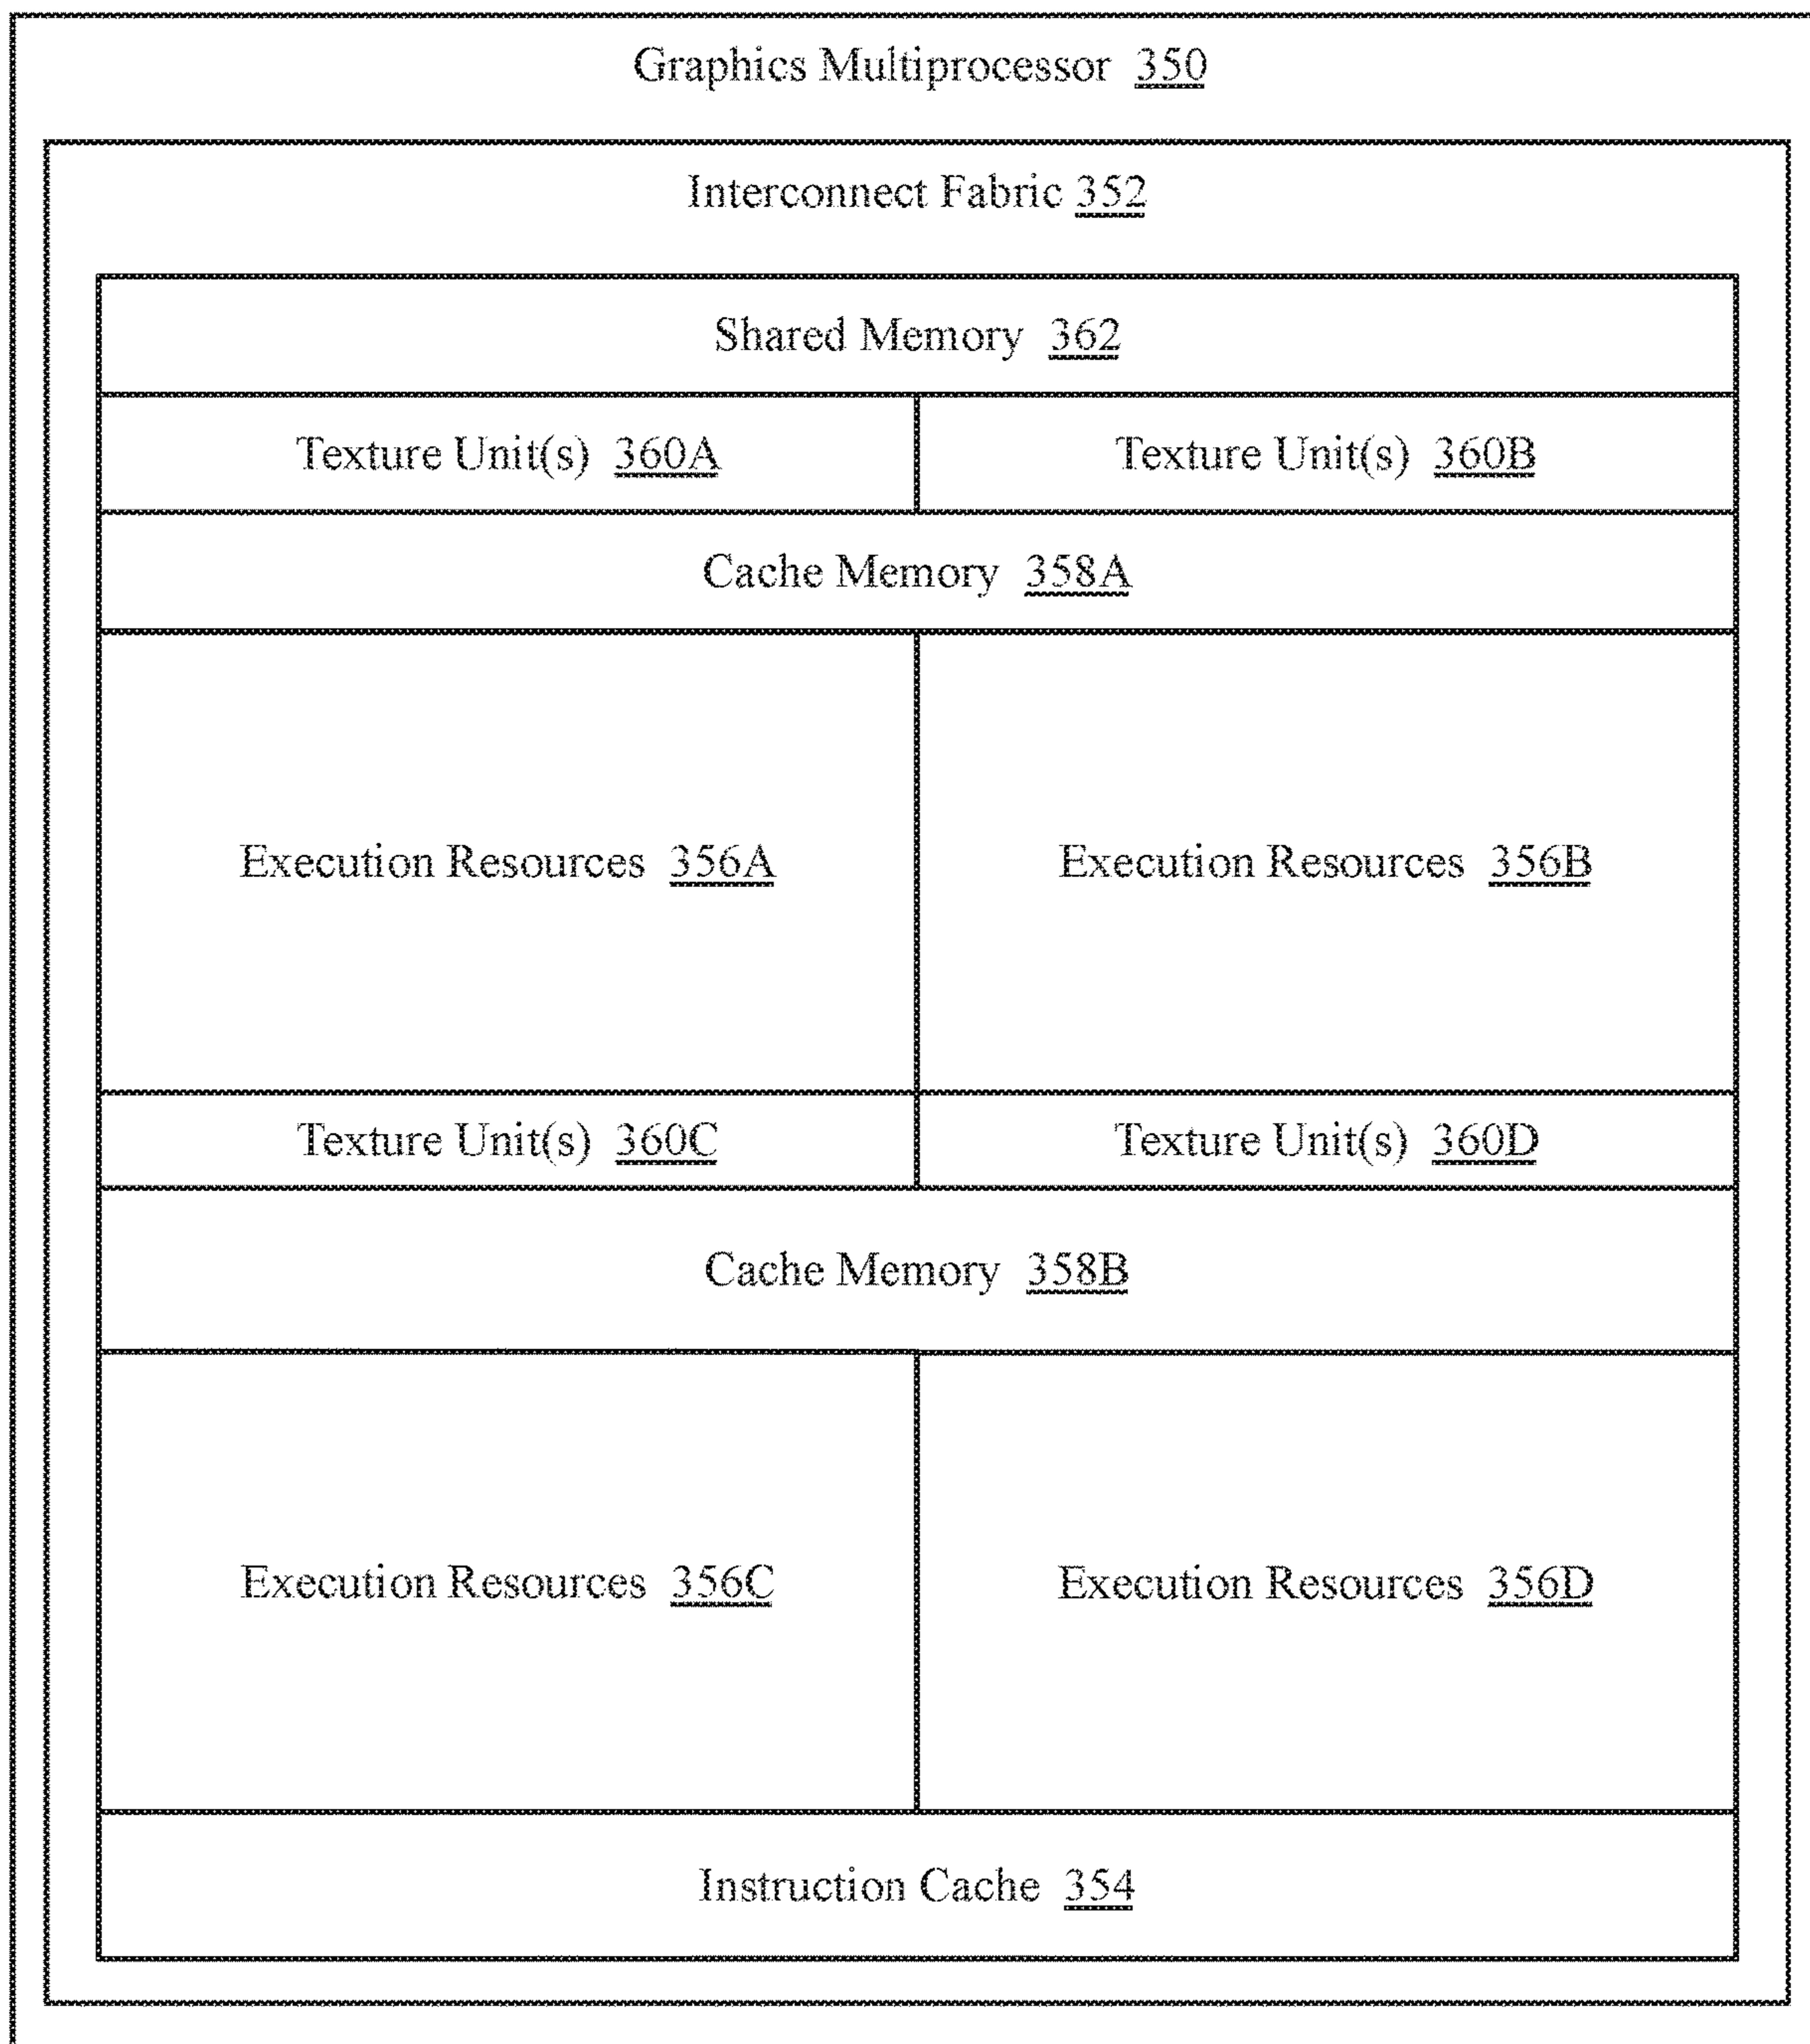 Graphics Multiprocessor 350
Interconnect Fabric 352
Shared Memory 362
Texture Unit(s) 360A
Texture Unit(s) 360B
Cache Memory 358A
Execution Resources 356A
Execution Resources 356B
Texture Unit(s) 360C
Texture Unit(s) 360D
Cache Memory 358B
Execution Resources 356C
Execution Resources 356D
Instruction Cache 354